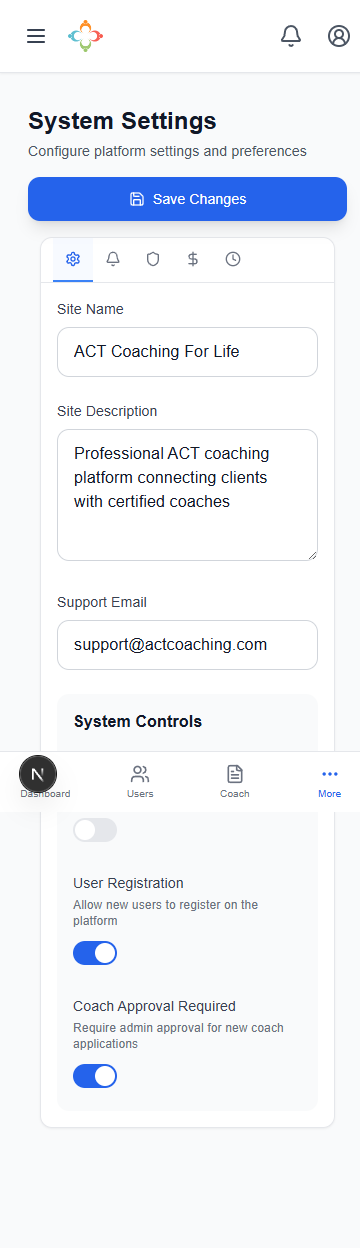 System Settings
Configure platform settings and preferences
Save Changes
Site Name
ACT Coaching For Life
Site Description
Professional ACT coaching
platform connecting clients
with certified coaches
Support Email
support@actcoaching.com
System Controls
N
Dashboard
Users
Coach
More
User Registration
Allow new users to register on the
platform
Coach Approval Required
Require admin approval for new coach
applications